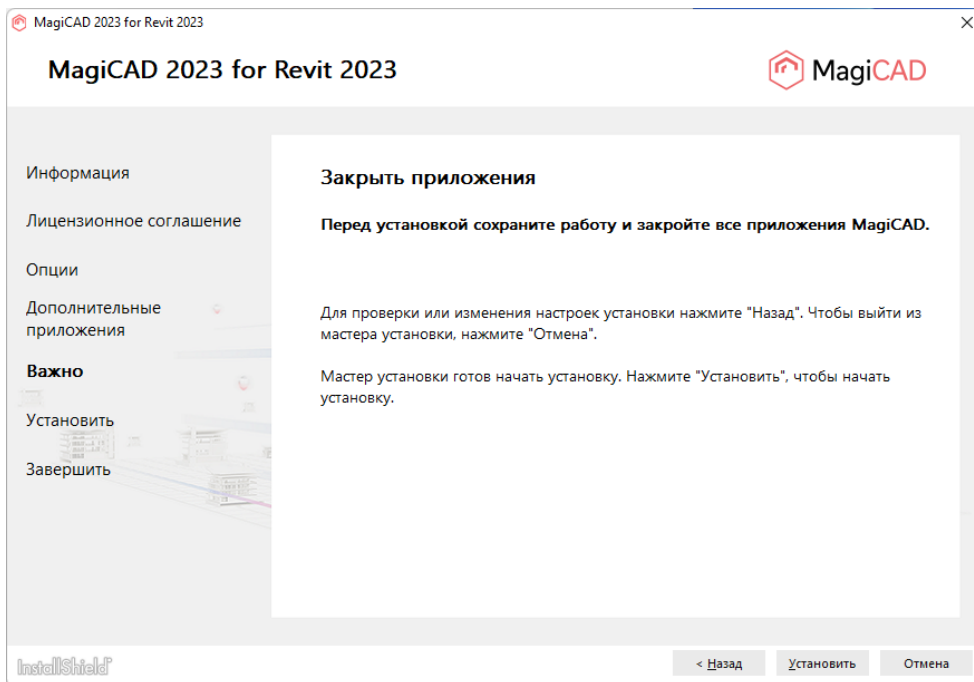 MagiCAD 2023 for Revit 2023
MagiCAD 2023 for Revit 2023
MagiCAD
Информация
Лицензионное соглашение
Опции
Дополнительные
приложения
Важно
Установить
Завершить
Закрыть приложения
Перед установкой сохраните работу и закройте все приложения MagiCAD.
Для проверки или изменения настроек установки нажмите "Назад". Чтобы выйти из
мастера установки, нажмите "Отмена".
Мастер установки готов начать установку. Нажмите "Установить", чтобы начать
установку.
InstallShield
< Назад
Установить
Отмена